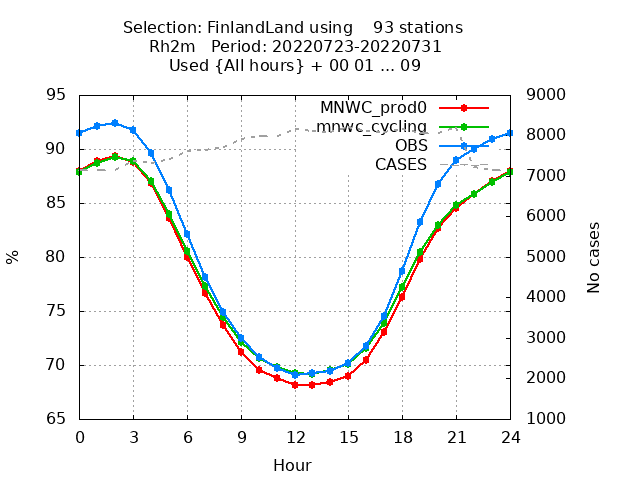 Selection: FinlandLand using    93 stations
Rh2m   Period: 20220723-20220731
Used {All hours} + 00 01 ... 09
MNWC_prod0
mnwc_cycling
OBS
CASES
95
90
85
80
75
70
65
%
9000
8000
7000
6000
5000
4000
3000
2000
1000
No cases
0 3 6 9 12 15 18 21 24
Hour